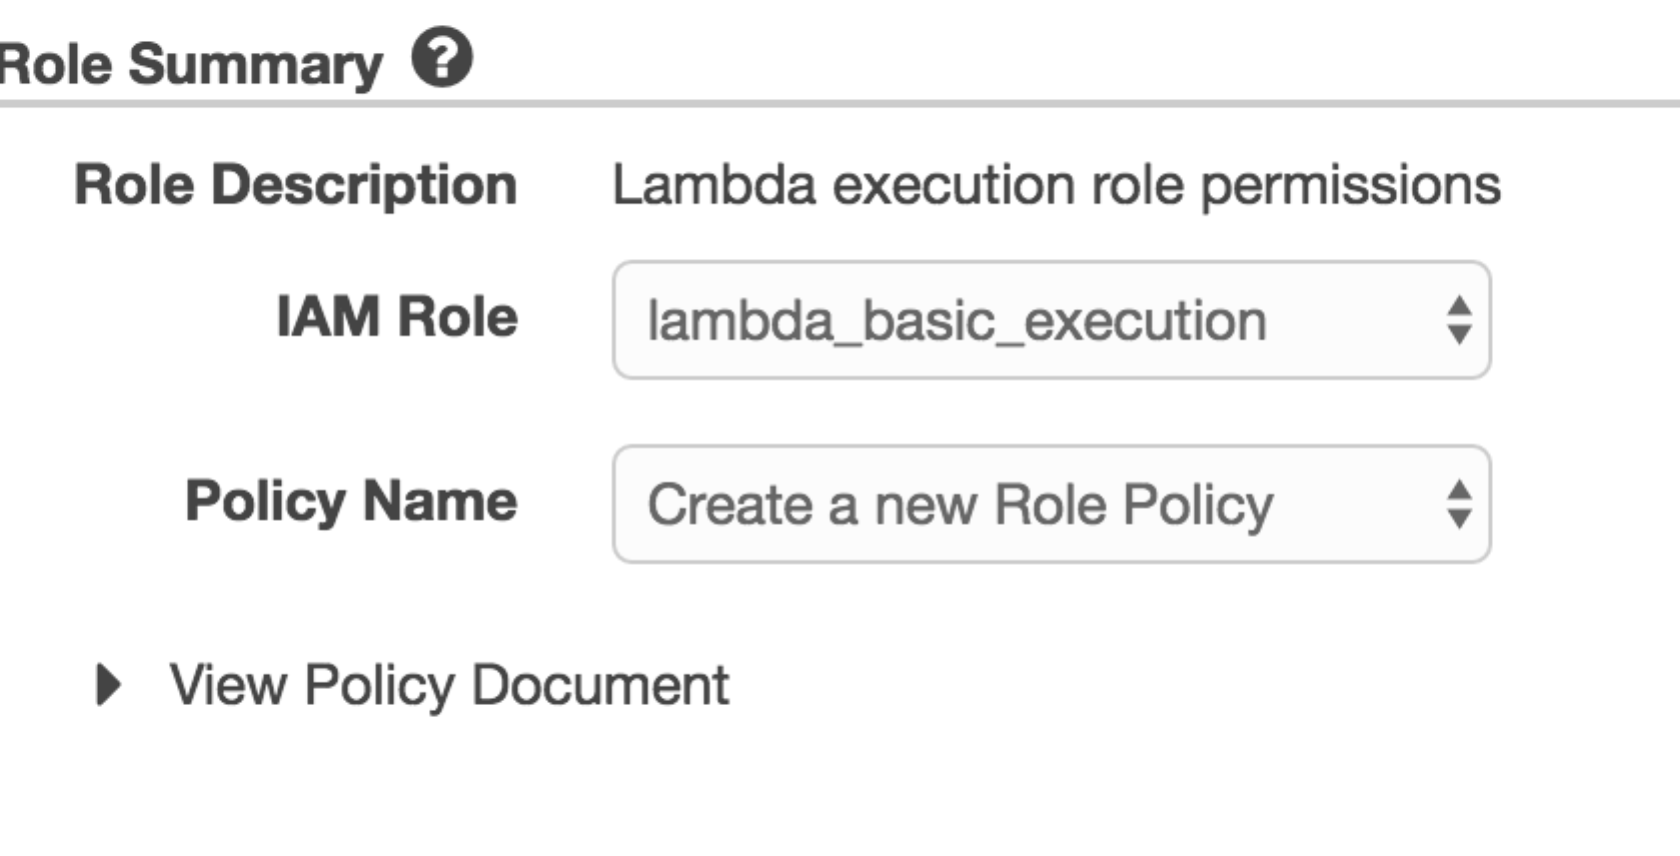 Role Summary ?
Role Description Lambda execution role permissions
IAM Role lambda_basic_execution
Policy Name Create a new Role Policy
View Policy Document